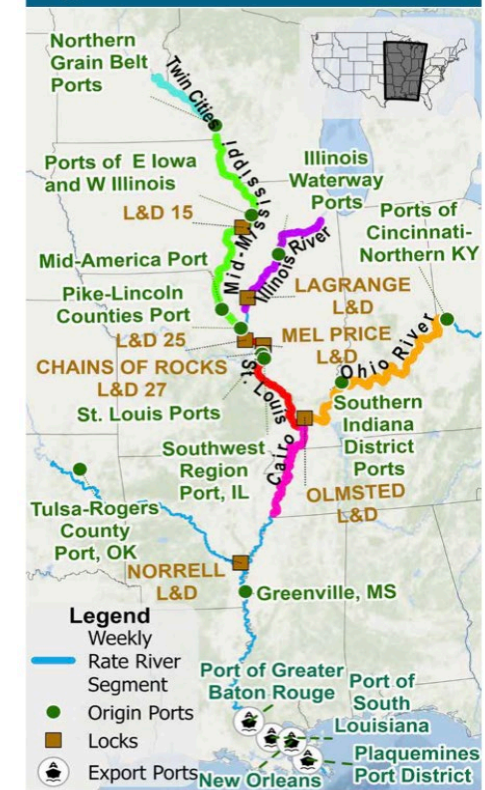 Northern
Grain Belt
Ports
Twin Cities
Ports of E Iowa
and W Illinois
Illinois
Waterway
Ports
L&D 15
Mid-Mississippi
Illinois River
Ports of
Cincinnati-
Northern KY
Mid-America Port
LAGRANGE
L&D
Pike-Lincoln
Counties Port
L&D 25
MEL PRICE
L&D
Ohio River
CHAINS OF ROCKS
L&D 27
St. Louis
St. Louis Ports
Southern
Indiana
District
Ports
Cairo
Southwest
Region
Port, IL
OLMSTED
L&D
Tulsa-Rogers
County
Port, OK
NORRELL
L&D
Greenville, MS
Legend
Weekly
Rate River
Segment
Origin Ports
Locks
Export Ports
Port of Greater
Baton Rouge
Port of
South
Louisiana
Plaquemines
Port District
New Orleans